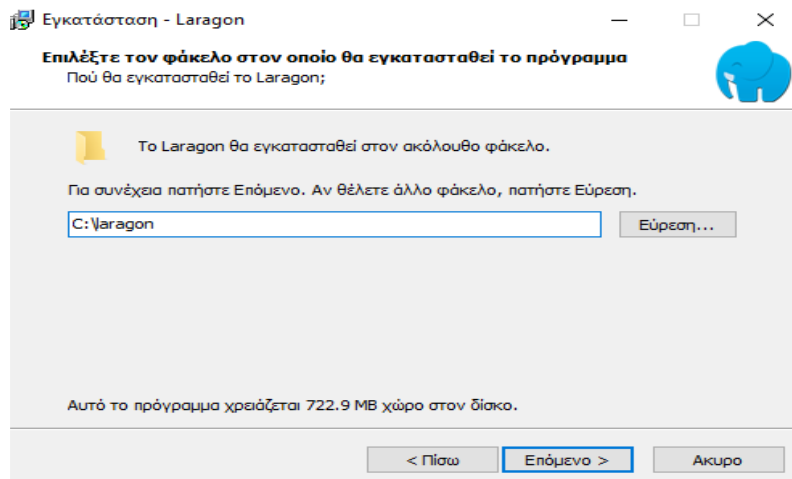 Εγκατάσταση - Laragon
Επιλέξτε τον φάκελο στον οποίο θα εγκατασταθεί το πρόγραμμα
Πού θα εγκατασταθεί το Laragon;
Το Laragon θα εγκατασταθεί στον ακόλουθο φάκελο.
Για συνέχεια πατήστε Επόμενο. Αν θέλετε άλλο φάκελο, πατήστε Εύρεση.
C:\laragon
Εύρεση...
Αυτό το πρόγραμμα χρειάζεται 722.9 MB χώρο στον δίσκο.
< Πίσω
Επόμενο >
Ακυρο